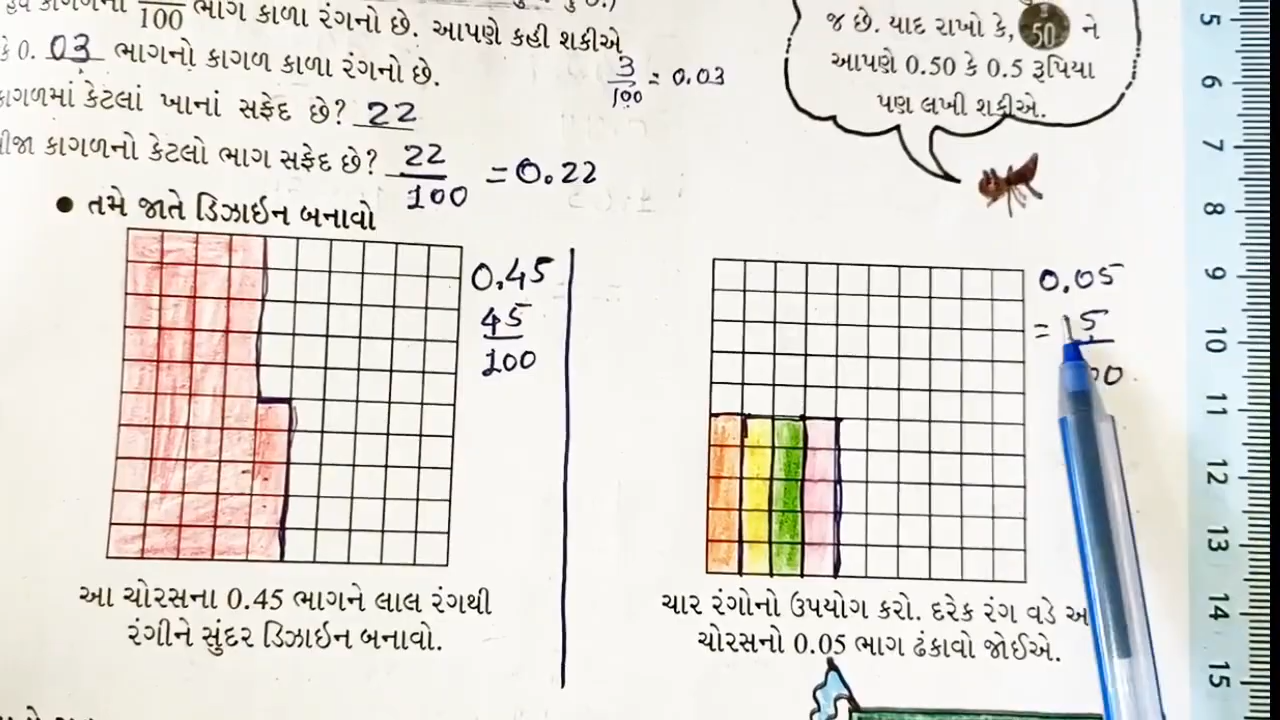 100 ભાગ કાળા રંગનો છે. આપણે કહી શકીએ
કે 0. 03 ભાગનો કાગળ કાળા રંગનો છે.
3/100 = 0.03
કાગળમાં કેટલાં ખાનાં સફેદ છે? 22
બીજા કાગળનો કેટલો ભાગ સફેદ છે? 22/100 = 0.22
જ છે. યાદ રાખો કે, 50 ને
આપણે 0.50 કે 0.5 રૂપિયા
પણ લખી શકીએ.
● તમે જાતે ડિઝાઇન બનાવો
0.45
45
100
આ ચોરસના 0.45 ભાગને લાલ રંગથી
રંગીને સુંદર ડિઝાઇન બનાવો.
0.05
= 5
ચાર રંગોનો ઉપયોગ કરો. દરેક રંગ વડે
ચોરસનો 0.05 ભાગ ઢંકાવો જોઈએ.
5
6
7
8
9
10
11
12
13
14
15